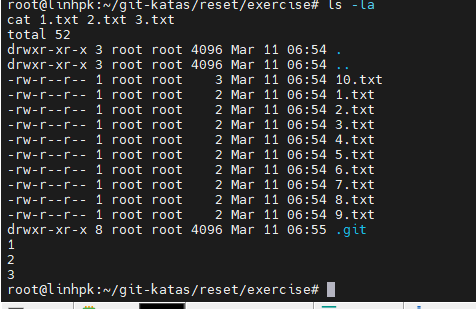 root@linhpk:~/git-katas/reset/exercise# ls -la
cat 1.txt 2.txt 3.txt
total 52
drwxr-xr-x 3 root root 4096 Mar 11 06:54 .
drwxr-xr-x 3 root root 4096 Mar 11 06:54 ..
-rw-r--r-- 1 root root    3 Mar 11 06:54 10.txt
-rw-r--r-- 1 root root    2 Mar 11 06:54 1.txt
-rw-r--r-- 1 root root    2 Mar 11 06:54 2.txt
-rw-r--r-- 1 root root    2 Mar 11 06:54 3.txt
-rw-r--r-- 1 root root    2 Mar 11 06:54 4.txt
-rw-r--r-- 1 root root    2 Mar 11 06:54 5.txt
-rw-r--r-- 1 root root    2 Mar 11 06:54 6.txt
-rw-r--r-- 1 root root    2 Mar 11 06:54 7.txt
-rw-r--r-- 1 root root    2 Mar 11 06:54 8.txt
-rw-r--r-- 1 root root    2 Mar 11 06:54 9.txt
drwxr-xr-x 8 root root 4096 Mar 11 06:55 .git
1
2
3
root@linhpk:~/git-katas/reset/exercise#